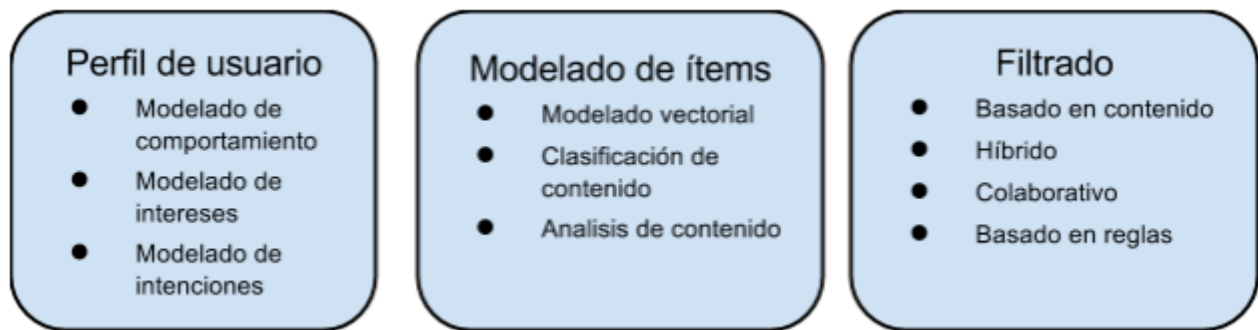 Perfil de usuario
● Modelado de
comportamiento
● Modelado de
intereses
● Modelado de
intenciones
Modelado de ítems
● Modelado vectorial
● Clasificación de
contenido
● Analisis de contenido
Filtrado
● Basado en contenido
● Híbrido
● Colaborativo
● Basado en reglas